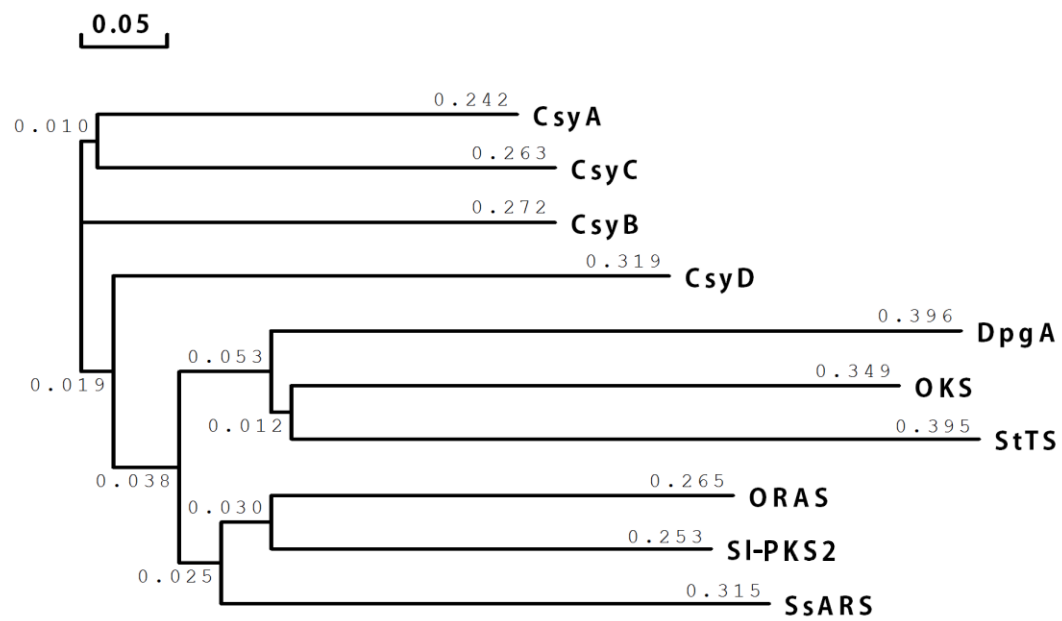 0.05
0.242
CsyA
0.010
0.263
CsyC
0.272
CsyB
0.319
CsyD
0.396
DpgA
0.053
0.349
OKS
0.019
0.012
0.395
StTS
0.038
0.265
ORAS
0.030
0.253
SI-PKS2
0.025
0.315
SsARS